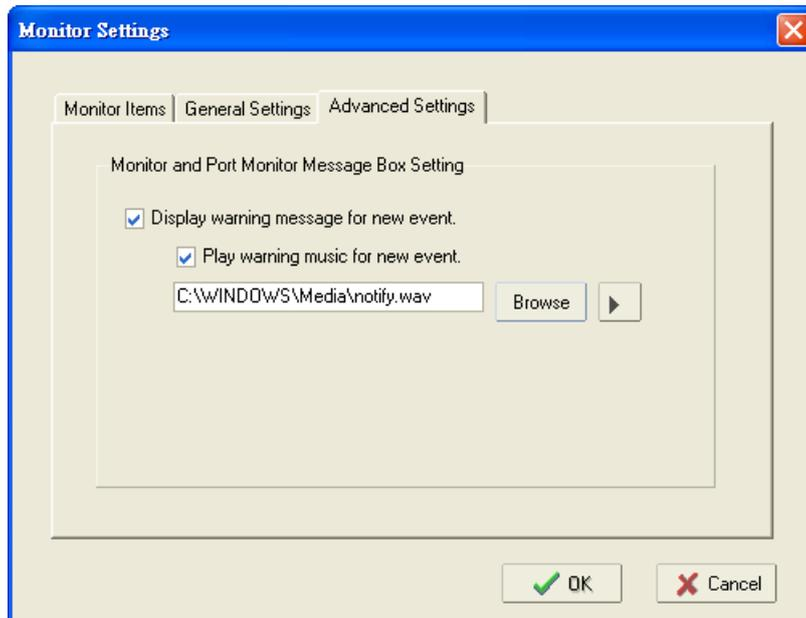 Monitor Settings
Monitor Items General Settings Advanced Settings
Monitor and Port Monitor Message Box Setting
Display warning message for new event.
Play warning music for new event.
C:\WINDOWS\Media\notify.wav Browse
OK Cancel